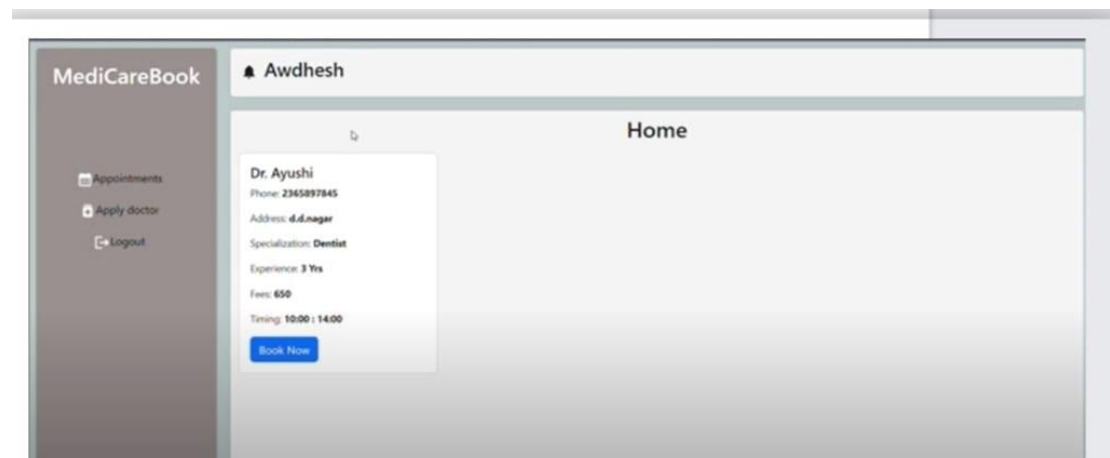 MediCareBook
Awdhesh
Home
Appointments
Apply doctor
Logout
Dr. Ayushi
Phone: 2365897845
Address: d.d.nagar
Specialization: Dentist
Experience: 3 Yrs
Fees: 650
Timing: 10:00 : 14:00
Book Now